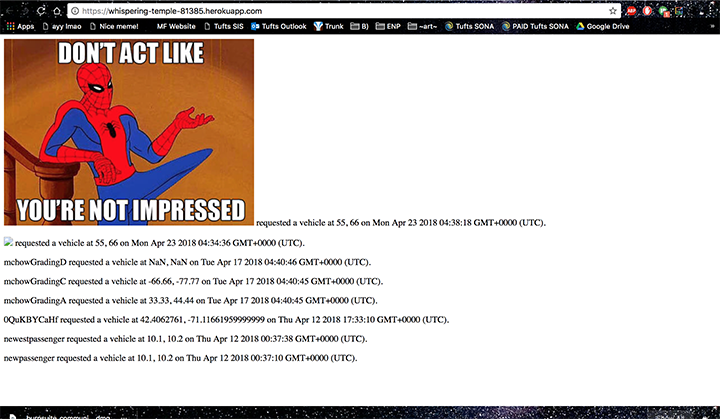 https://whispering-temple-81385.herokuapp.com
Apps ayy lmao Nice meme! MF Website Tufts SIS Tufts Outlook Trunk B) ENP ~art~ Tufts SONA PAID Tufts SONA Google Drive »
DON'T ACT LIKE
YOU'RE NOT IMPRESSED
requested a vehicle at 55, 66 on Mon Apr 23 2018 04:38:18 GMT+0000 (UTC).
requested a vehicle at 55, 66 on Mon Apr 23 2018 04:34:36 GMT+0000 (UTC).
mchowGradingD requested a vehicle at NaN, NaN on Tue Apr 17 2018 04:40:46 GMT+0000 (UTC).
mchowGradingC requested a vehicle at -66.66, -77.77 on Tue Apr 17 2018 04:40:45 GMT+0000 (UTC).
mchowGradingA requested a vehicle at 33.33, 44.44 on Tue Apr 17 2018 04:40:45 GMT+0000 (UTC).
0QuKBYCaHf requested a vehicle at 42.4062761, -71.11661959999999 on Thu Apr 12 2018 17:33:10 GMT+0000 (UTC).
newestpassenger requested a vehicle at 10.1, 10.2 on Thu Apr 12 2018 00:37:38 GMT+0000 (UTC).
newpassenger requested a vehicle at 10.1, 10.2 on Thu Apr 12 2018 00:37:10 GMT+0000 (UTC).